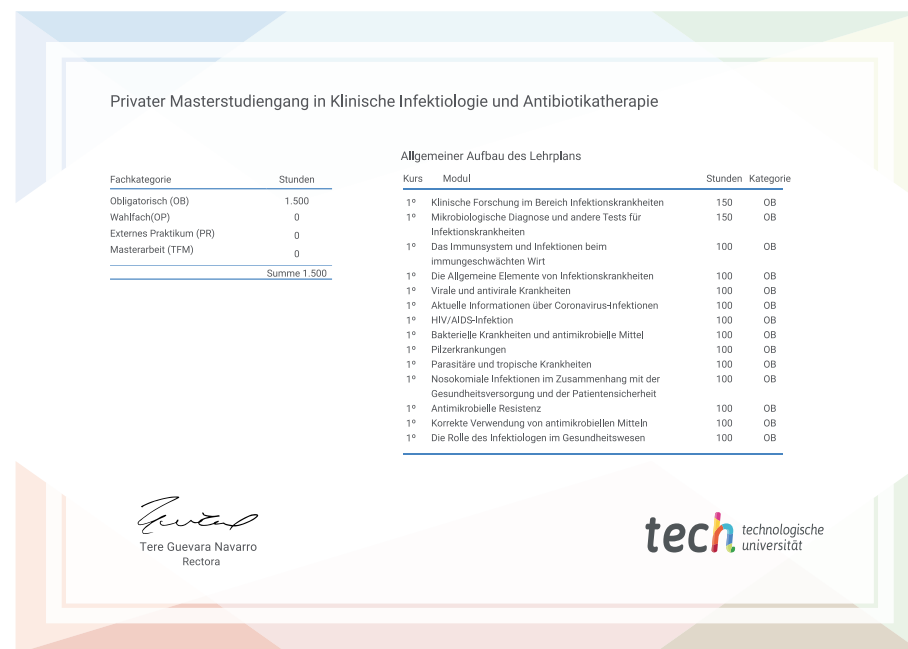 Privater Masterstudiengang in Klinische Infektiologie und Antibiotikatherapie
Fachkategorie Stunden
Obligatorisch (OB) 1.500
Wahlfach(OP) 0
Externes Praktikum (PR) 0
Masterarbeit (TFM) 0
Summe 1.500
Allgemeiner Aufbau des Lehrplans
Kurs Modul Stunden Kategorie
1º Klinische Forschung im Bereich Infektionskrankheiten 150 OB
1º Mikrobiologische Diagnose und andere Tests für 150 OB
Infektionskrankheiten
1º Das Immunsystem und Infektionen beim 100 OB
immungeschwächten Wirt
1º Die Allgemeine Elemente von Infektionskrankheiten 100 OB
1º Virale und antivirale Krankheiten 100 OB
1º Aktuelle Informationen über Coronavirus-Infektionen 100 OB
1º HIV/AIDS-Infektion 100 OB
1º Bakterielle Krankheiten und antimikrobielle Mittel 100 OB
1º Pilzerkrankungen 100 OB
1º Parasitäre und tropische Krankheiten 100 OB
1º Nosokomiale Infektionen im Zusammenhang mit der 100 OB
Gesundheitsversorgung und der Patientensicherheit
1º Antimikrobielle Resistenz 100 OB
1º Korrekte Verwendung von antimikrobiellen Mitteln 100 OB
1º Die Rolle des Infektiologen im Gesundheitswesen 100 OB
Tere Guevara Navarro
Rectora
tech technologische
universität